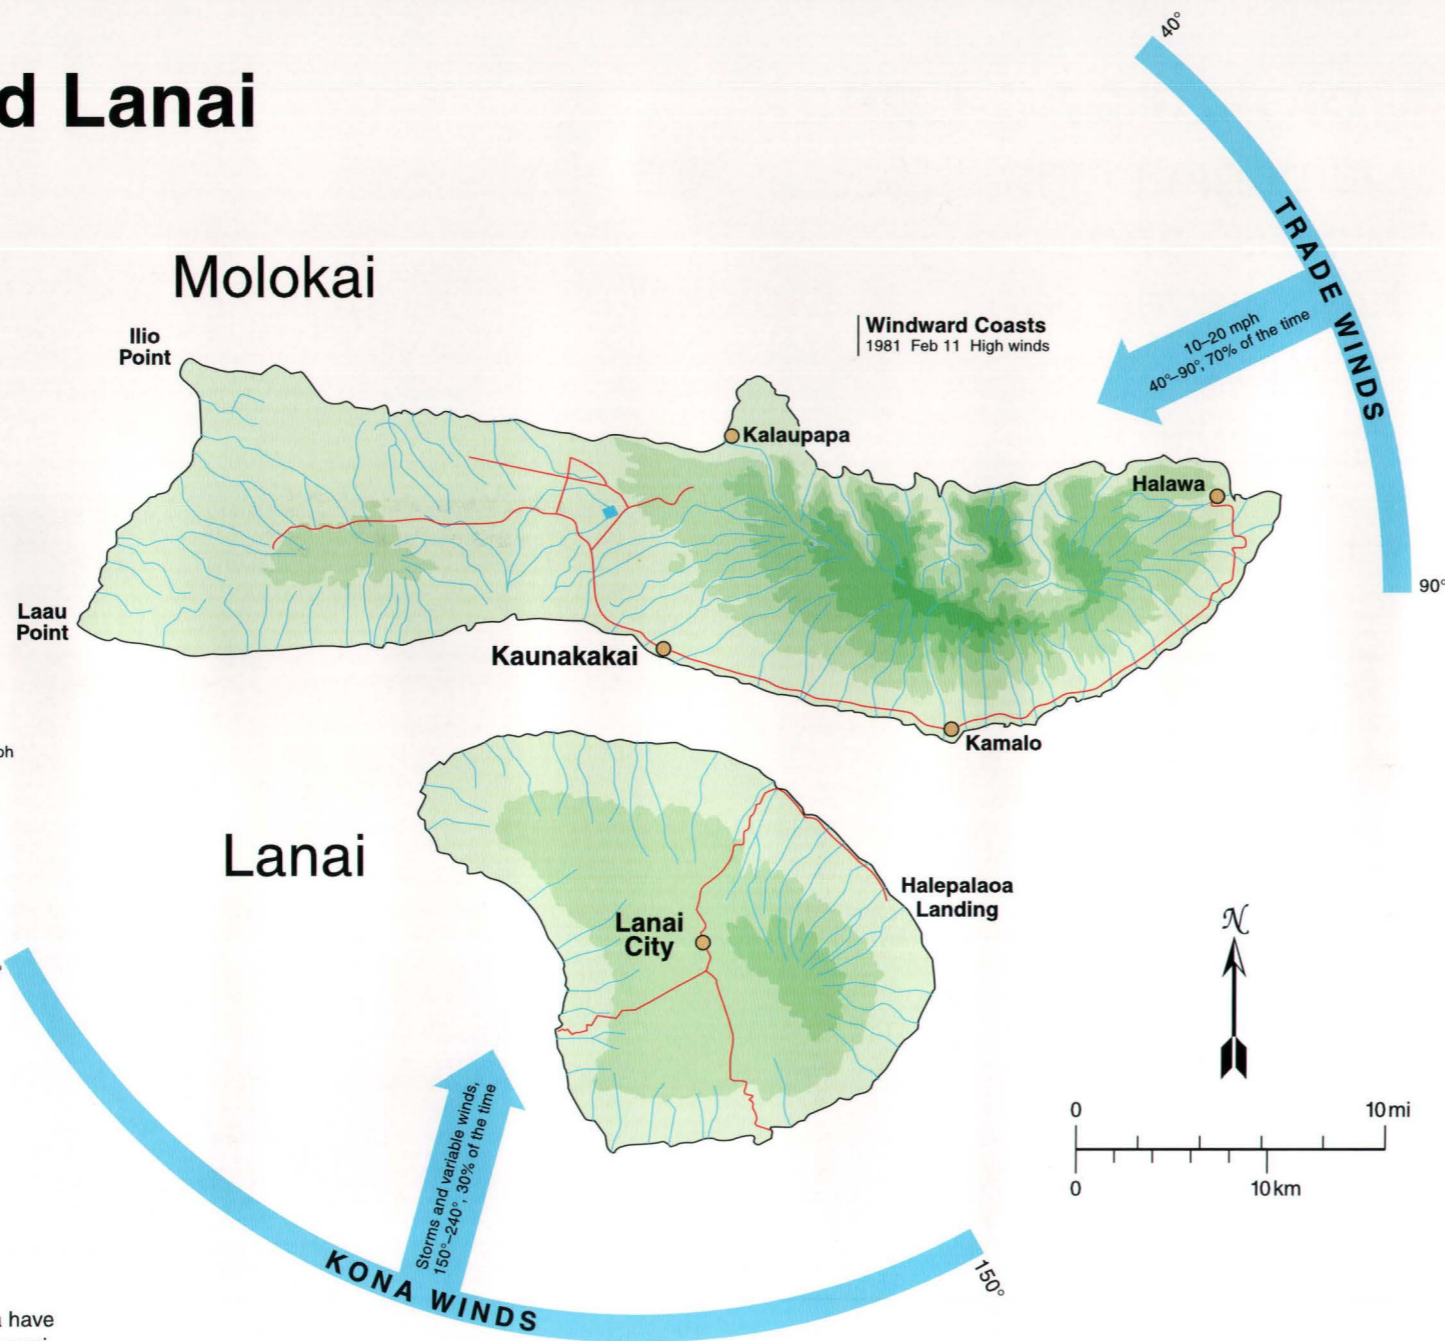 d Lanai
40°
TRADE WINDS
Molokai
Ilio
Point
Windward Coasts
1981 Feb 11 High winds
10–20 mph
40°–90°, 70% of the time
Kalaupapa
Halawa
90°
Laau
Point
Kaunakakai
Kamalo
ph
Lanai
Halepalaoa
Landing
Lanai
City
N
Storms and variable winds,
150°–240°, 30% of the time
0
10 mi
0
10 km
KONA WINDS
150°
have